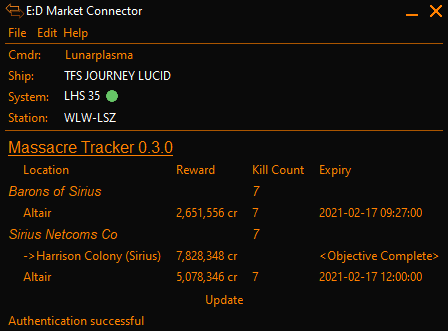 E:D Market Connector
File Edit Help
Cmdr: Lunarplasma
Ship: TFS JOURNEY LUCID
System: LHS 35
Station: WLW-LSZ
Massacre Tracker 0.3.0
Location Reward Kill Count Expiry
Barons of Sirius 7
Altair 2,651,556 cr 7 2021-02-17 09:27:00
Sirius Netcoms Co 7
->Harrison Colony (Sirius) 7,828,348 cr <Objective Complete>
Altair 5,078,346 cr 7 2021-02-17 12:00:00
Update
Authentication successful